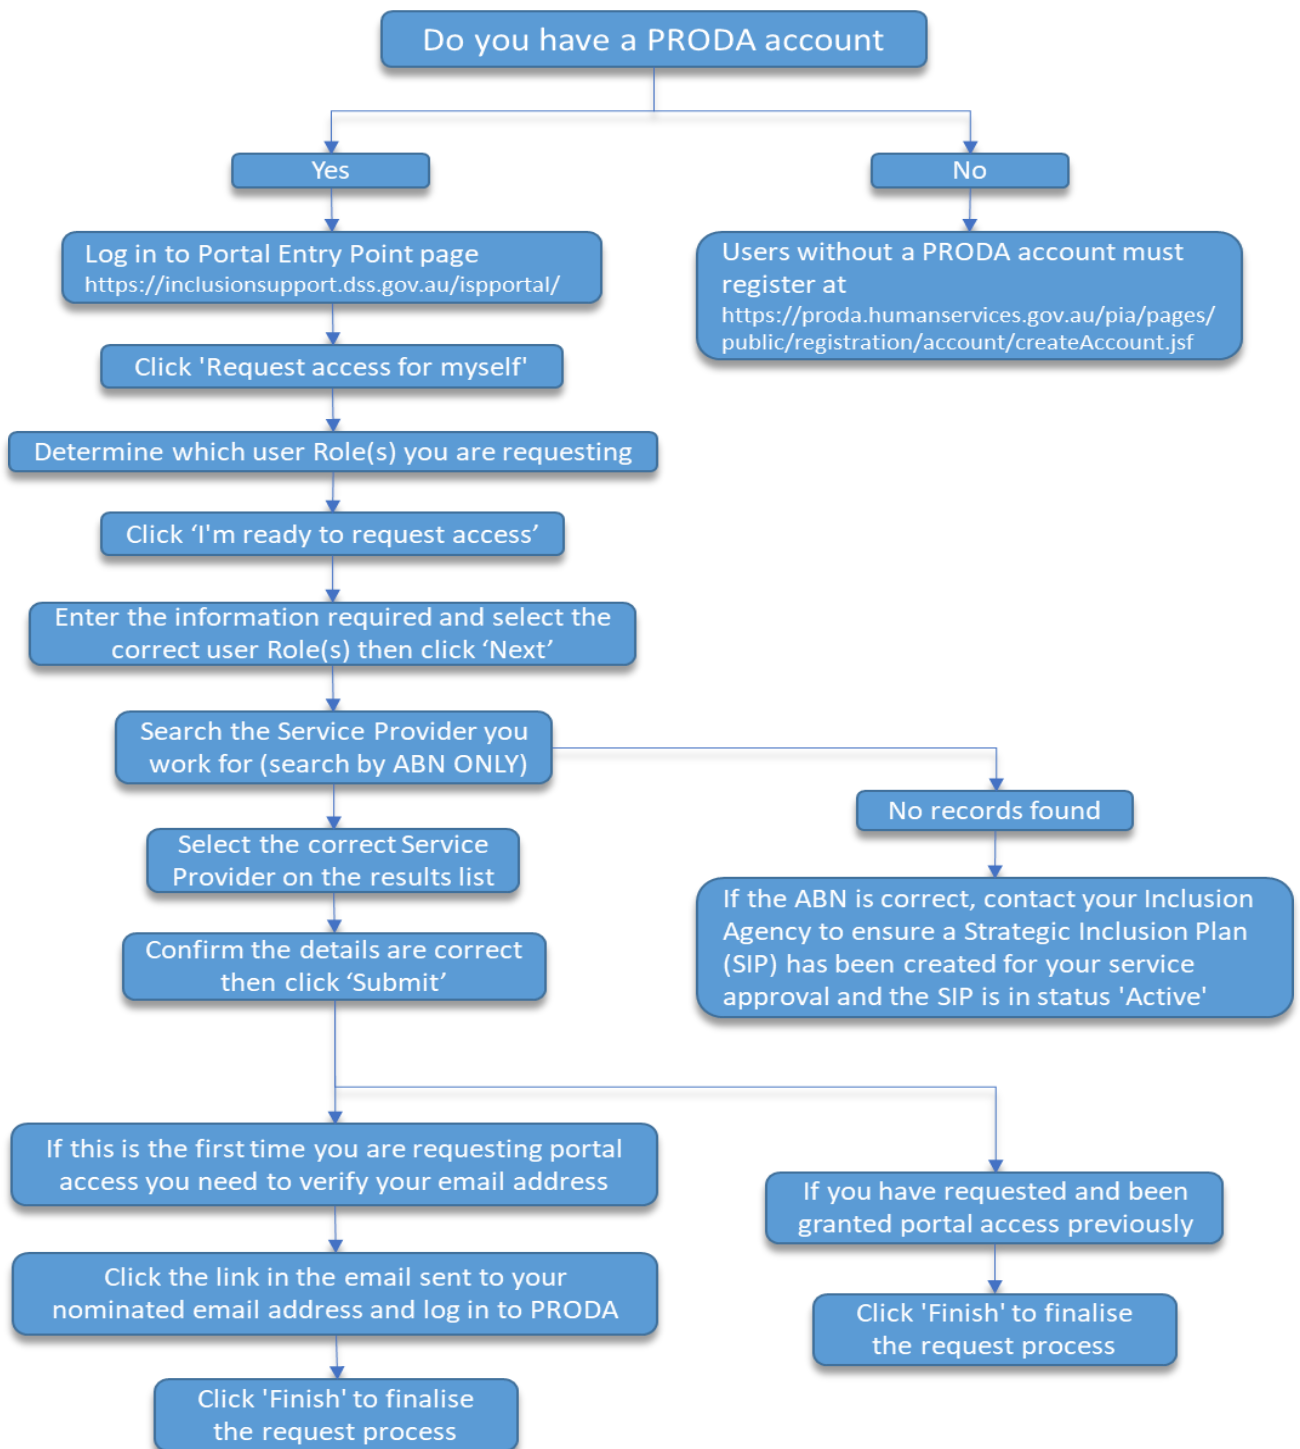 Do you have a PRODA account
Yes
No
Log in to Portal Entry Point page
https://inclusionsupport.dss.gov.au/ispportal/
Users without a PRODA account must
register at
https://proda.humanservices.gov.au/pia/pages/
public/registration/account/createAccount.jsf
Click 'Request access for myself'
Determine which user Role(s) you are requesting
Click ‘I'm ready to request access’
Enter the information required and select the
correct user Role(s) then click ‘Next’
Search the Service Provider you
work for (search by ABN ONLY)
No records found
Select the correct Service
Provider on the results list
If the ABN is correct, contact your Inclusion
Agency to ensure a Strategic Inclusion Plan
(SIP) has been created for your service
approval and the SIP is in status 'Active'
Confirm the details are correct
then click ‘Submit’
If this is the first time you are requesting portal
access you need to verify your email address
If you have requested and been
granted portal access previously
Click the link in the email sent to your
nominated email address and log in to PRODA
Click 'Finish' to finalise
the request process
Click 'Finish' to finalise
the request process